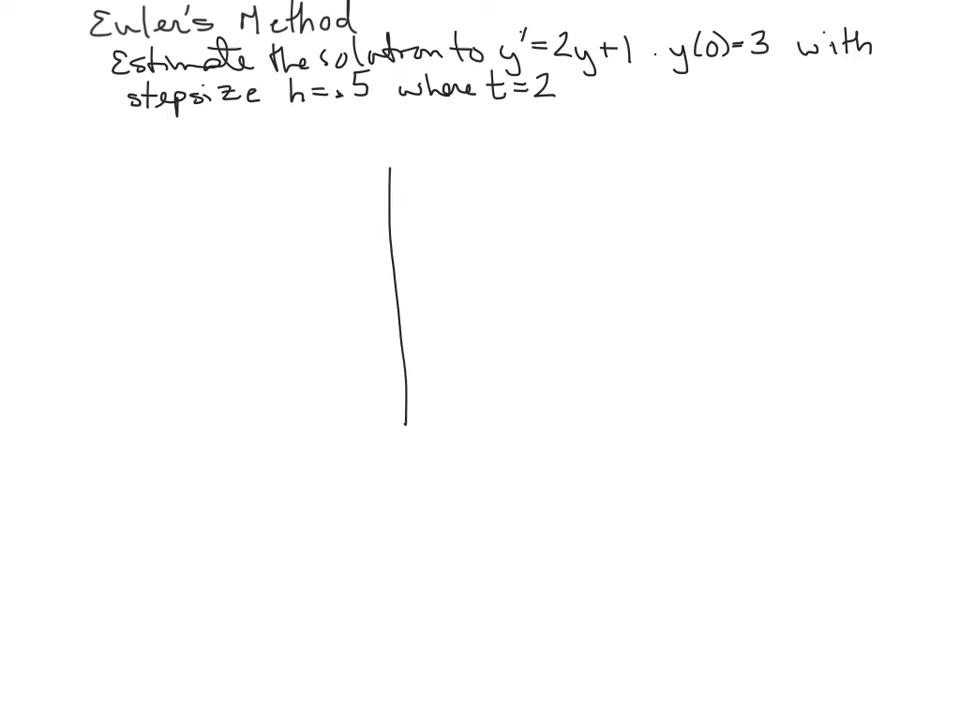 Euler's Method
Estimate the solution to y'=2y+1 . y(0)=3 with
stepsize h=.5 where t=2